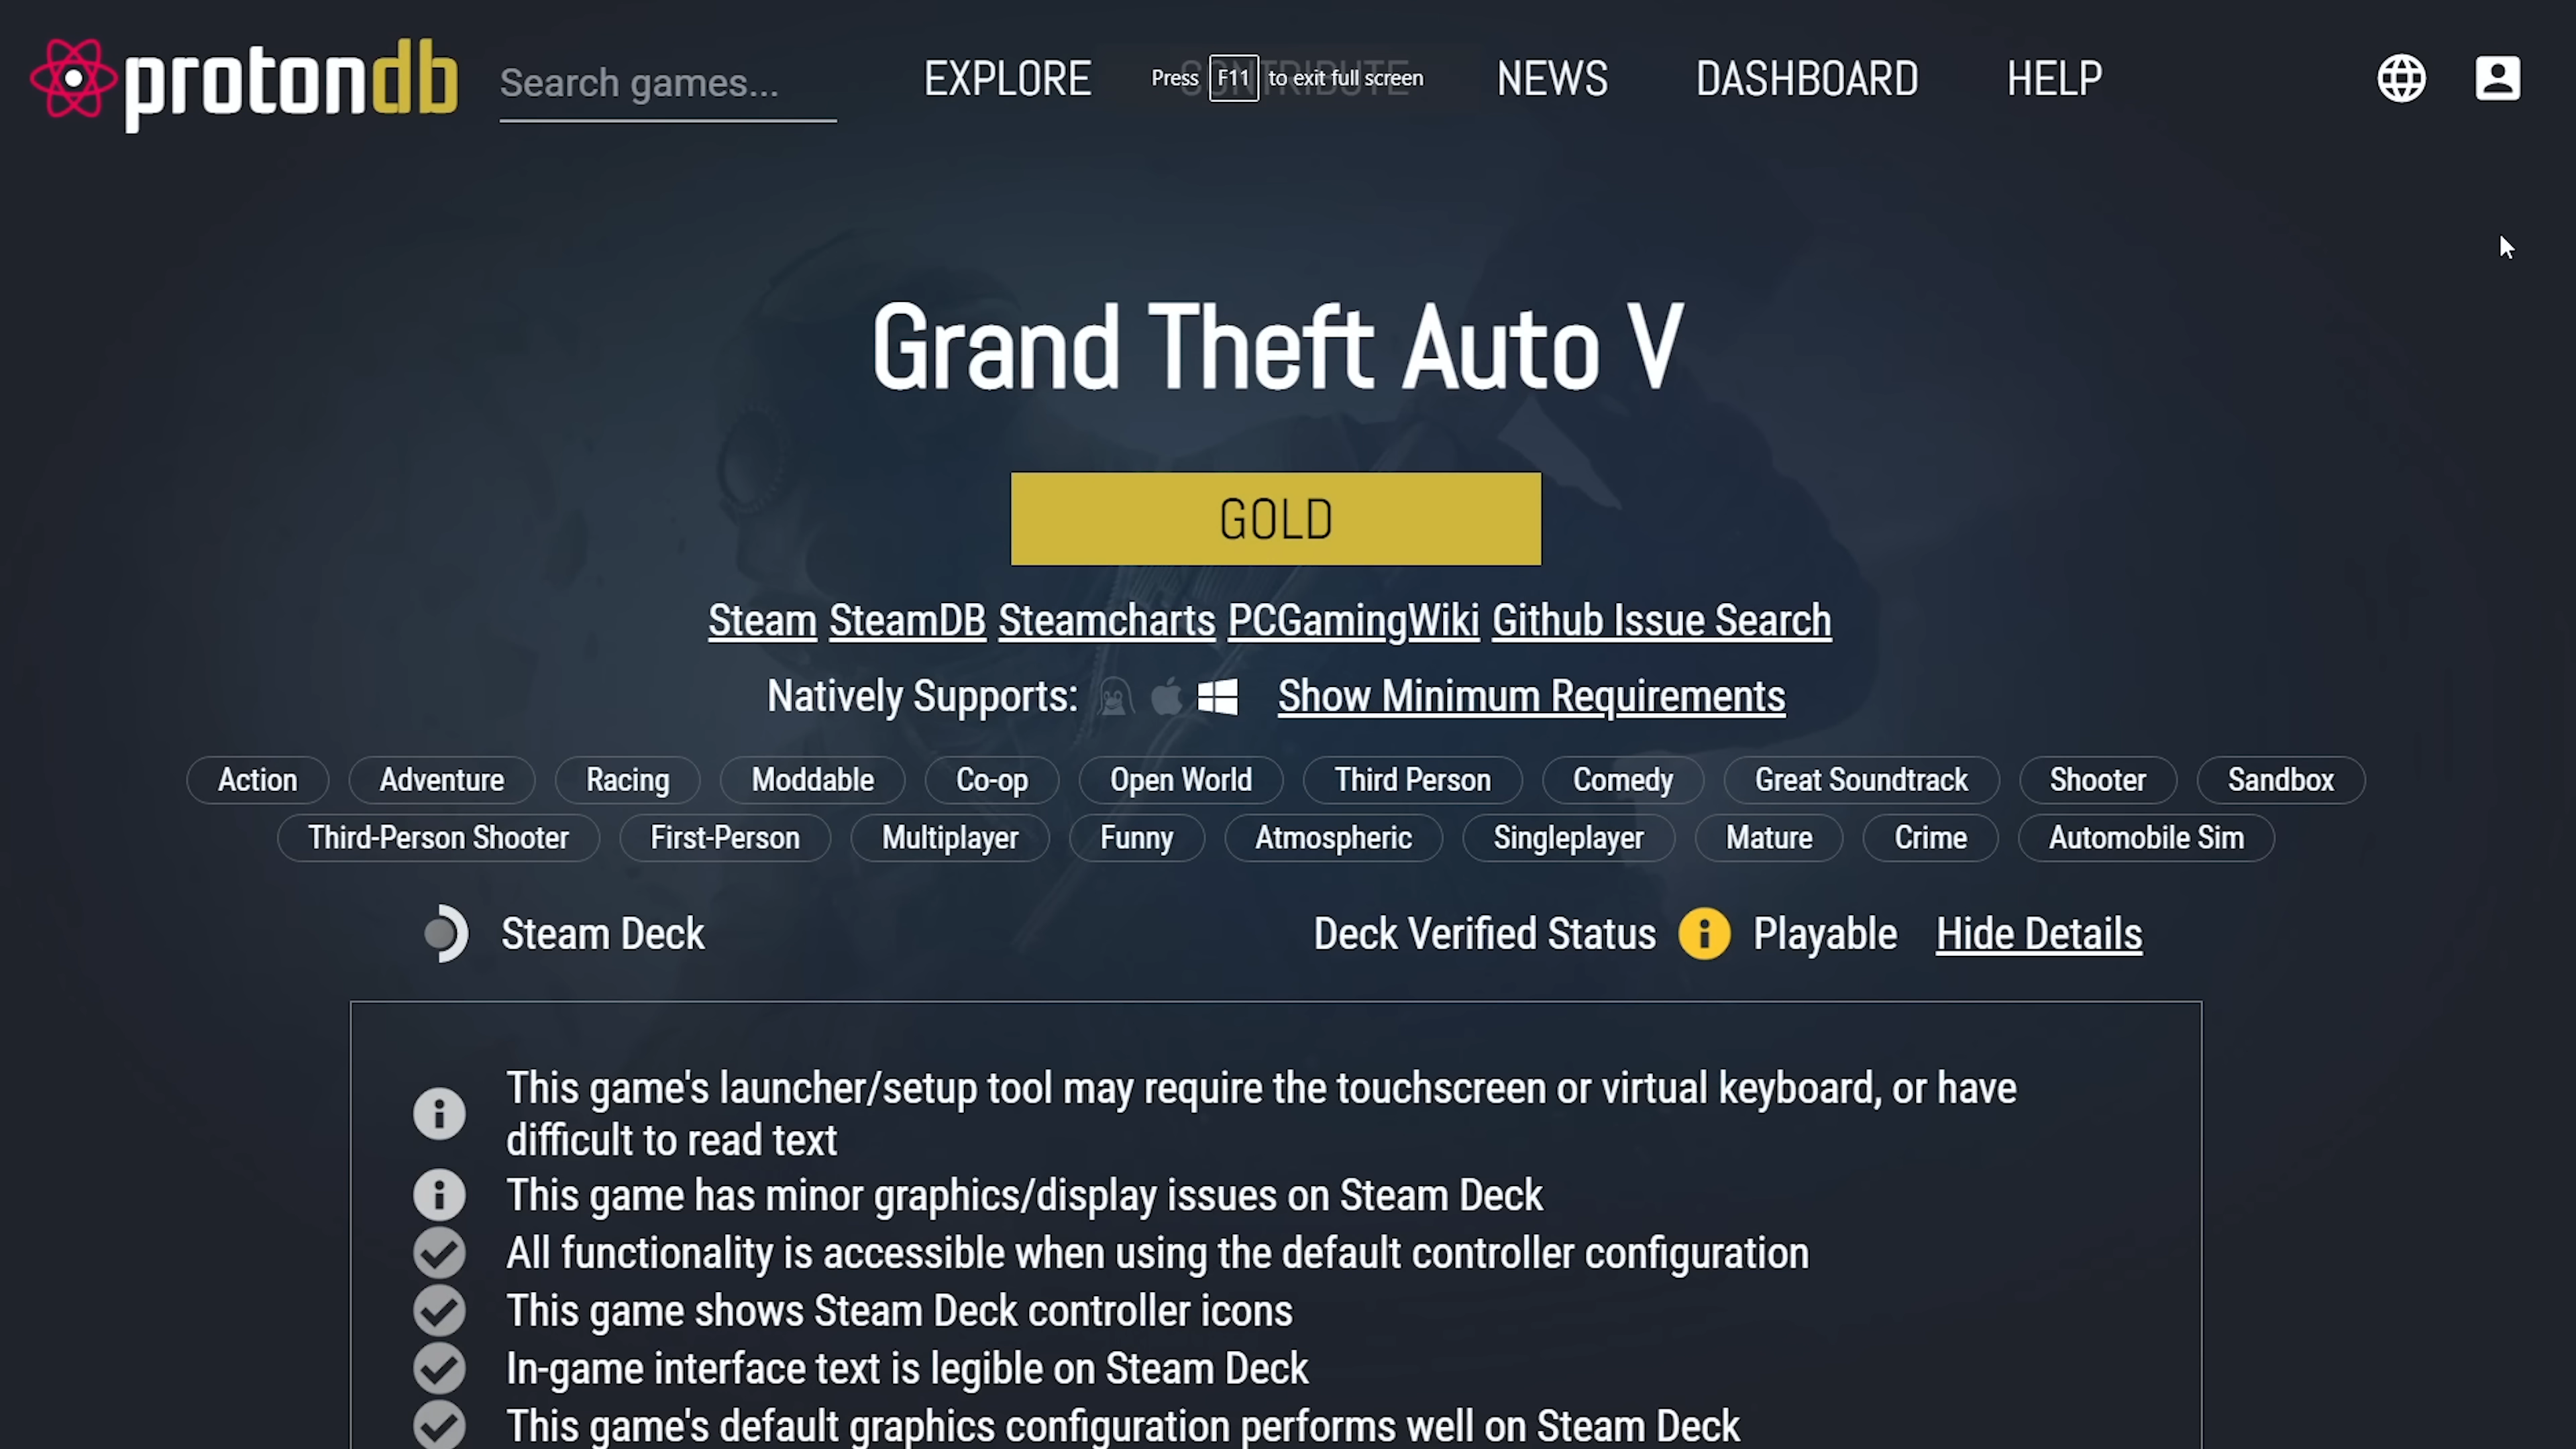 protondb Search games... EXPLORE CONTRIBUTE NEWS DASHBOARD HELP
Press F11 to exit full screen
Grand Theft Auto V
GOLD
Steam SteamDB Steamcharts PCGamingWiki Github Issue Search
Natively Supports: Show Minimum Requirements
Action Adventure Racing Moddable Co-op Open World Third Person Comedy Great Soundtrack Shooter Sandbox
Third-Person Shooter First-Person Multiplayer Funny Atmospheric Singleplayer Mature Crime Automobile Sim
Steam Deck Deck Verified Status Playable Hide Details
This game's launcher/setup tool may require the touchscreen or virtual keyboard, or have
difficult to read text
This game has minor graphics/display issues on Steam Deck
All functionality is accessible when using the default controller configuration
This game shows Steam Deck controller icons
In-game interface text is legible on Steam Deck
This game's default graphics configuration performs well on Steam Deck